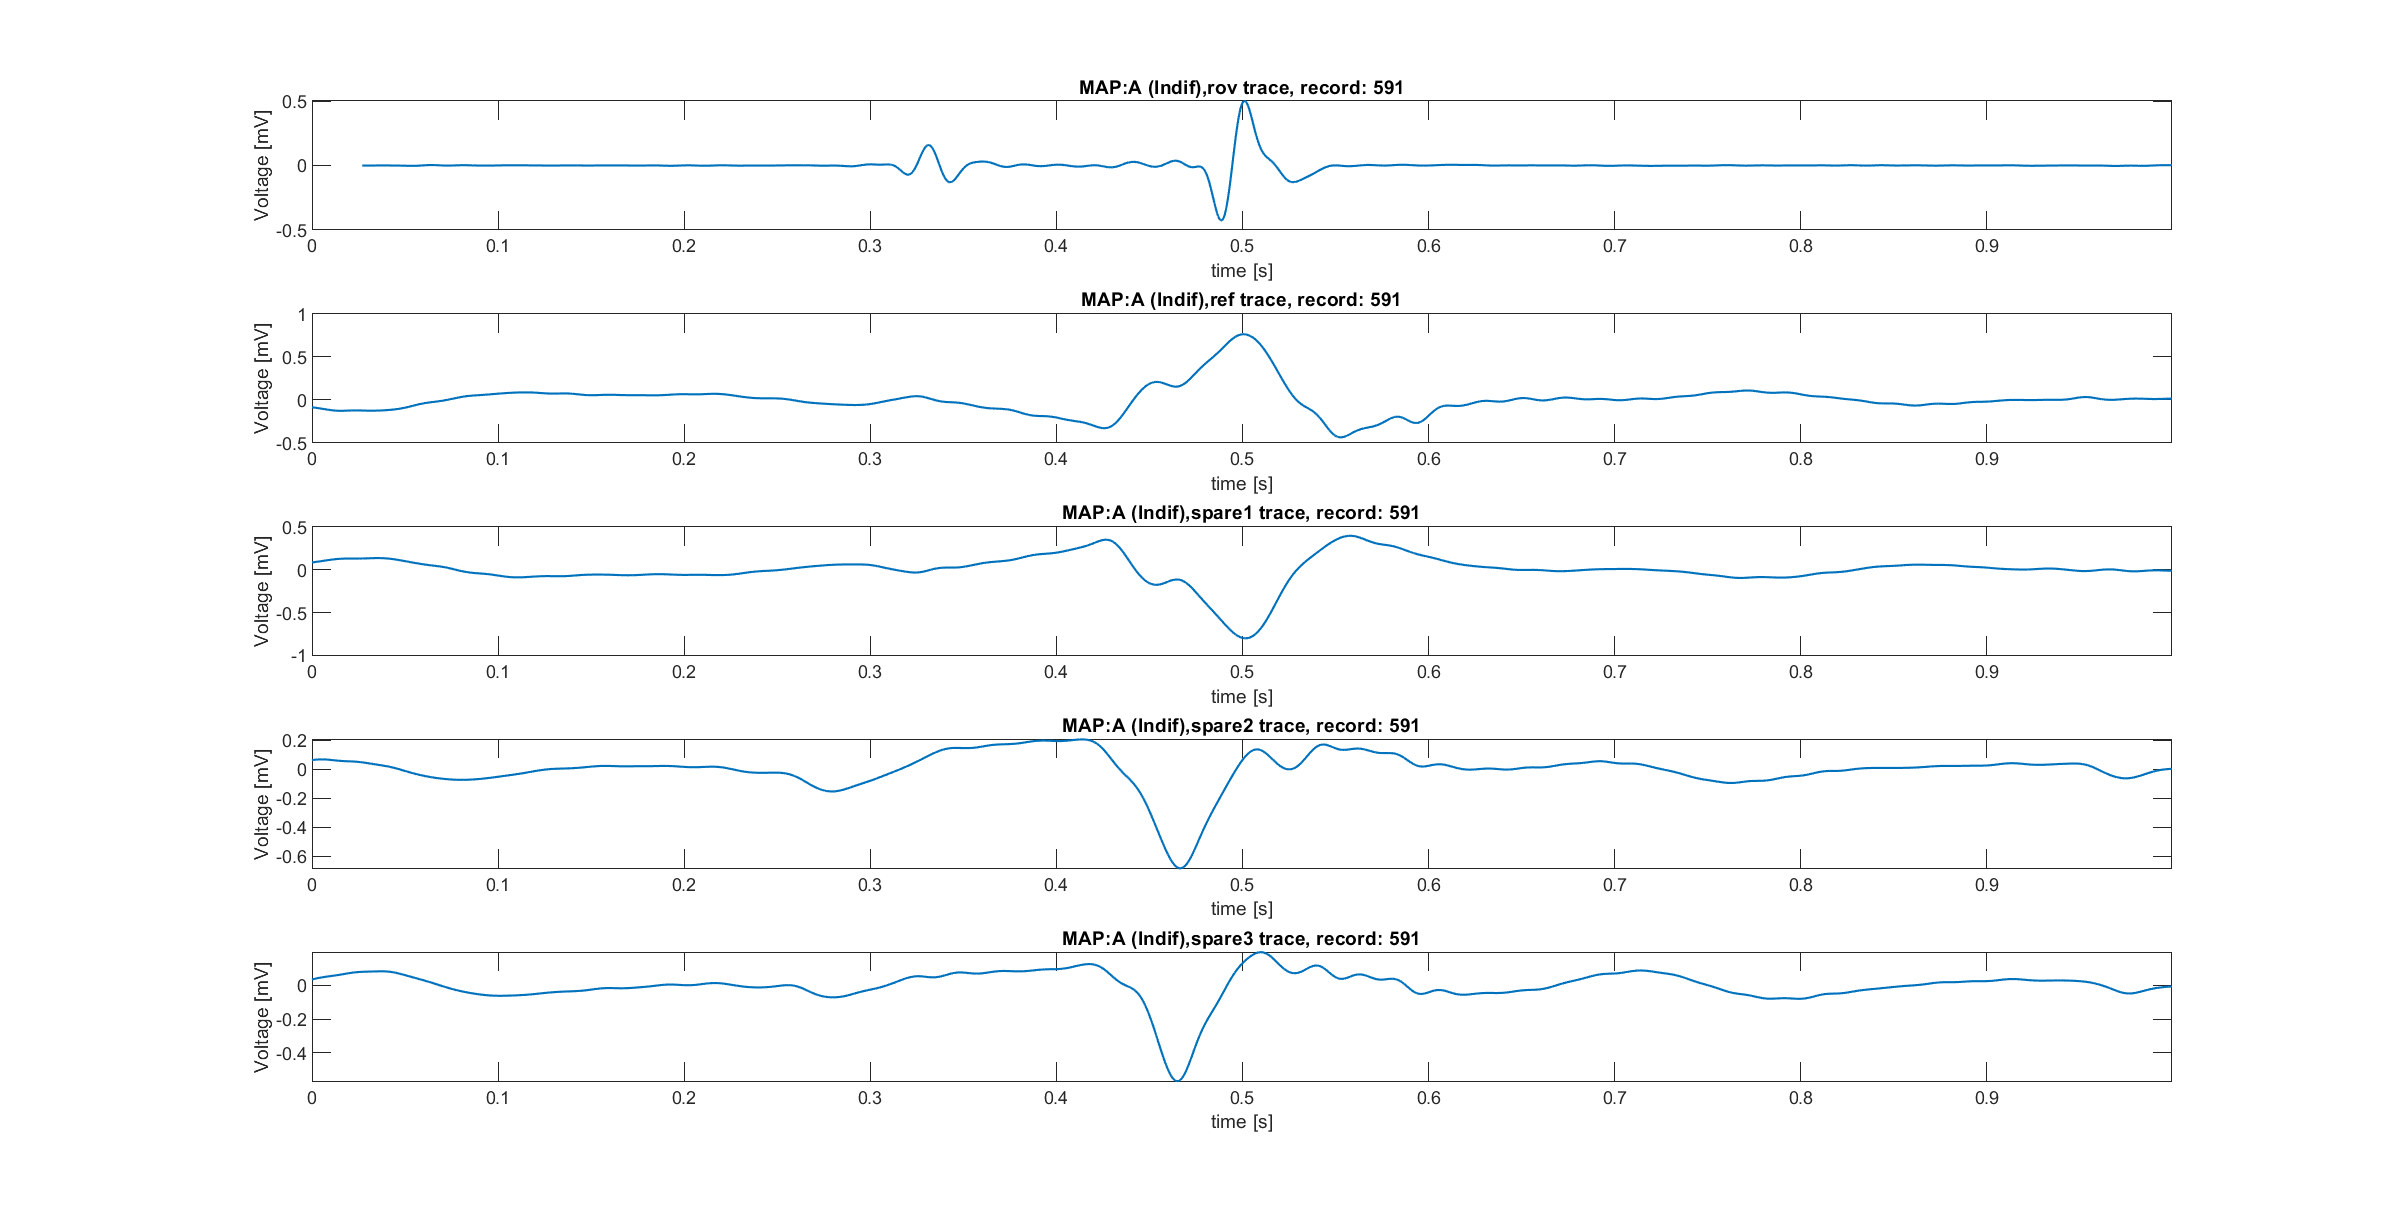 MAP:A (Indif),rov trace, record: 591
Voltage [mV]
0.5
0
-0.5
0 0.1 0.2 0.3 0.4 0.5 0.6 0.7 0.8 0.9
time [s]
MAP:A (Indif),ref trace, record: 591
Voltage [mV]
1
0.5
0
-0.5
0 0.1 0.2 0.3 0.4 0.5 0.6 0.7 0.8 0.9
time [s]
MAP:A (Indif),spare1 trace, record: 591
Voltage [mV]
0.5
0
-0.5
-1
0 0.1 0.2 0.3 0.4 0.5 0.6 0.7 0.8 0.9
time [s]
MAP:A (Indif),spare2 trace, record: 591
Voltage [mV]
0.2
0
-0.2
-0.4
-0.6
0 0.1 0.2 0.3 0.4 0.5 0.6 0.7 0.8 0.9
time [s]
MAP:A (Indif),spare3 trace, record: 591
Voltage [mV]
0
-0.2
-0.4
0 0.1 0.2 0.3 0.4 0.5 0.6 0.7 0.8 0.9
time [s]